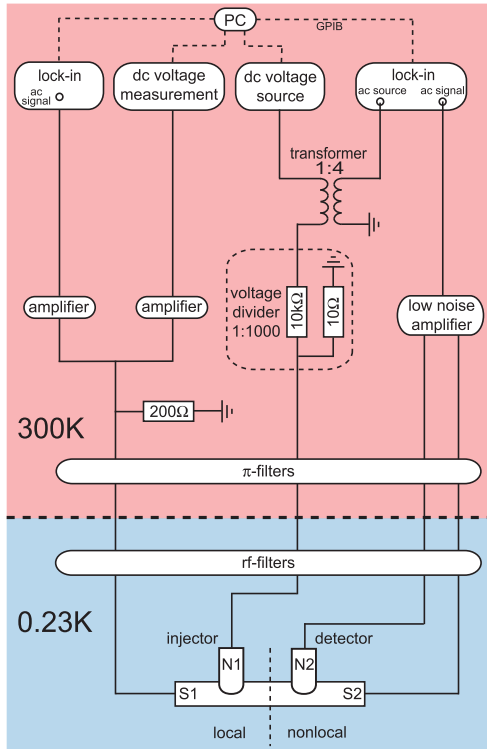 PC
GPIB
lock-in
ac
signal
dc voltage
measurement
dc voltage
source
lock-in
ac source
ac signal
transformer
1:4
voltage
divider
1:1000
10kΩ
10Ω
amplifier
amplifier
low noise
amplifier
200Ω
300K
π-filters
rf-filters
0.23K
injector
N1
N2
detector
S1
S2
local
nonlocal